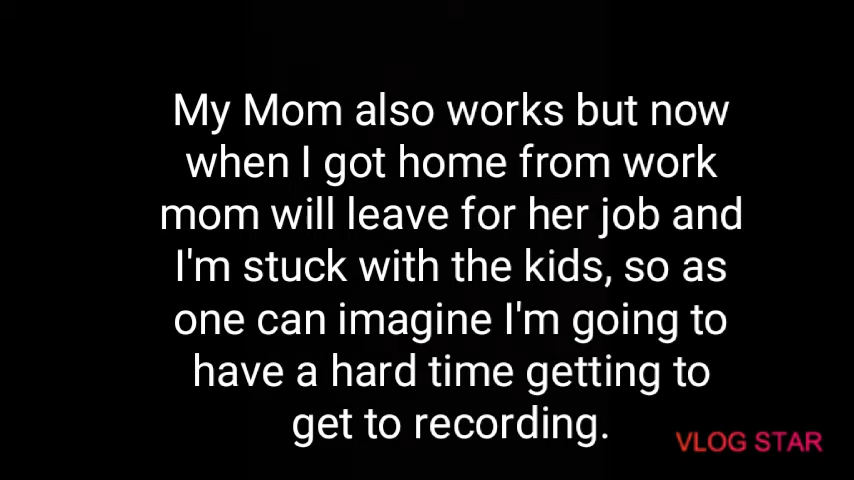 My Mom also works but now
when I got home from work
mom will leave for her job and
I'm stuck with the kids, so as
one can imagine I'm going to
have a hard time getting to
get to recording.
VLOG STAR